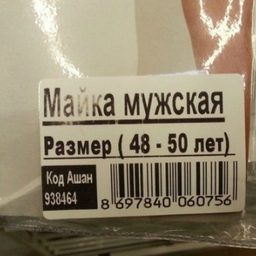 Майка мужская
Размер ( 48 - 50 лет)
Код Ашан
938464
8 697840 060756